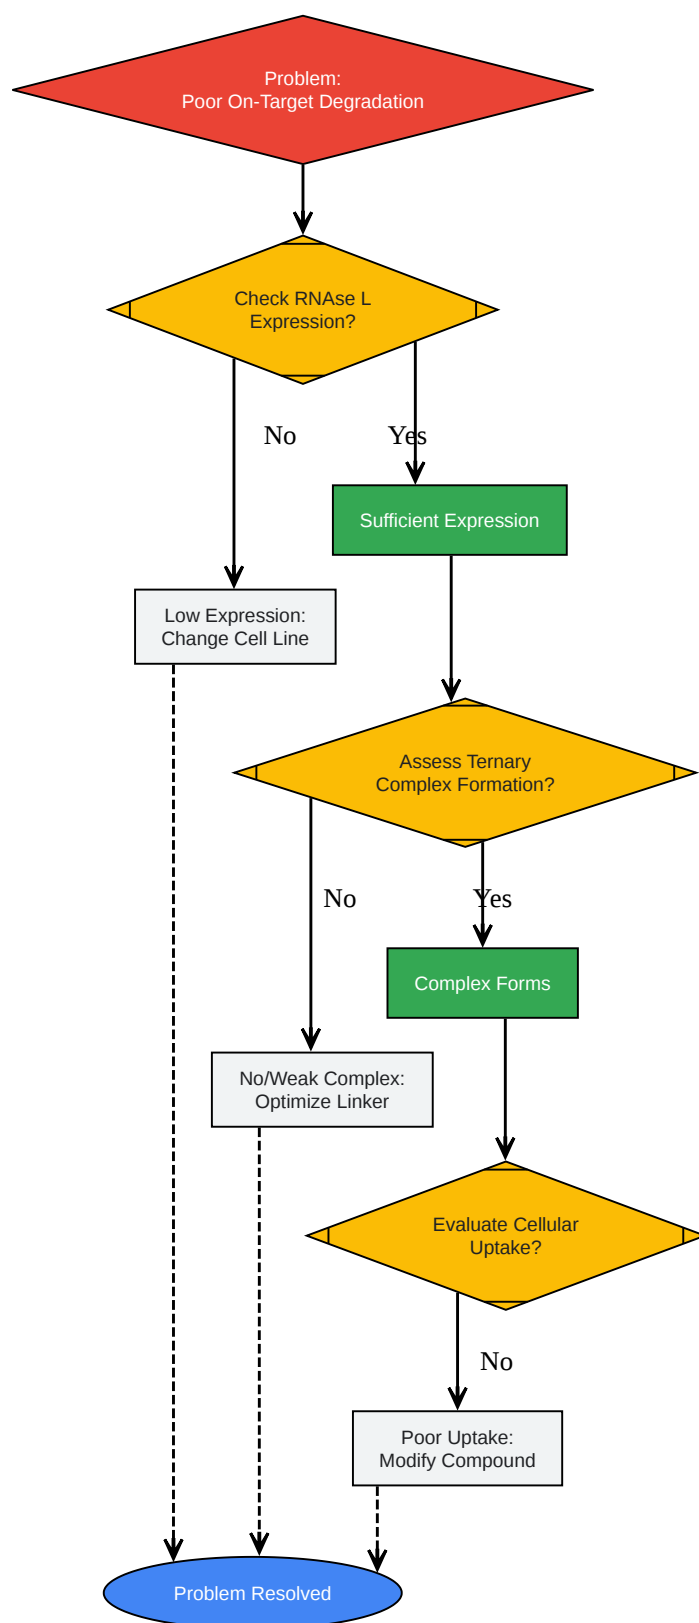 Problem:
Poor On-Target Degradation
Check RNAse L
Expression?
No
Yes
Sufficient Expression
Low Expression:
Change Cell Line
Assess Ternary
Complex Formation?
No
Yes
Complex Forms
No/Weak Complex:
Optimize Linker
Evaluate Cellular
Uptake?
No
Poor Uptake:
Modify Compound
Problem Resolved